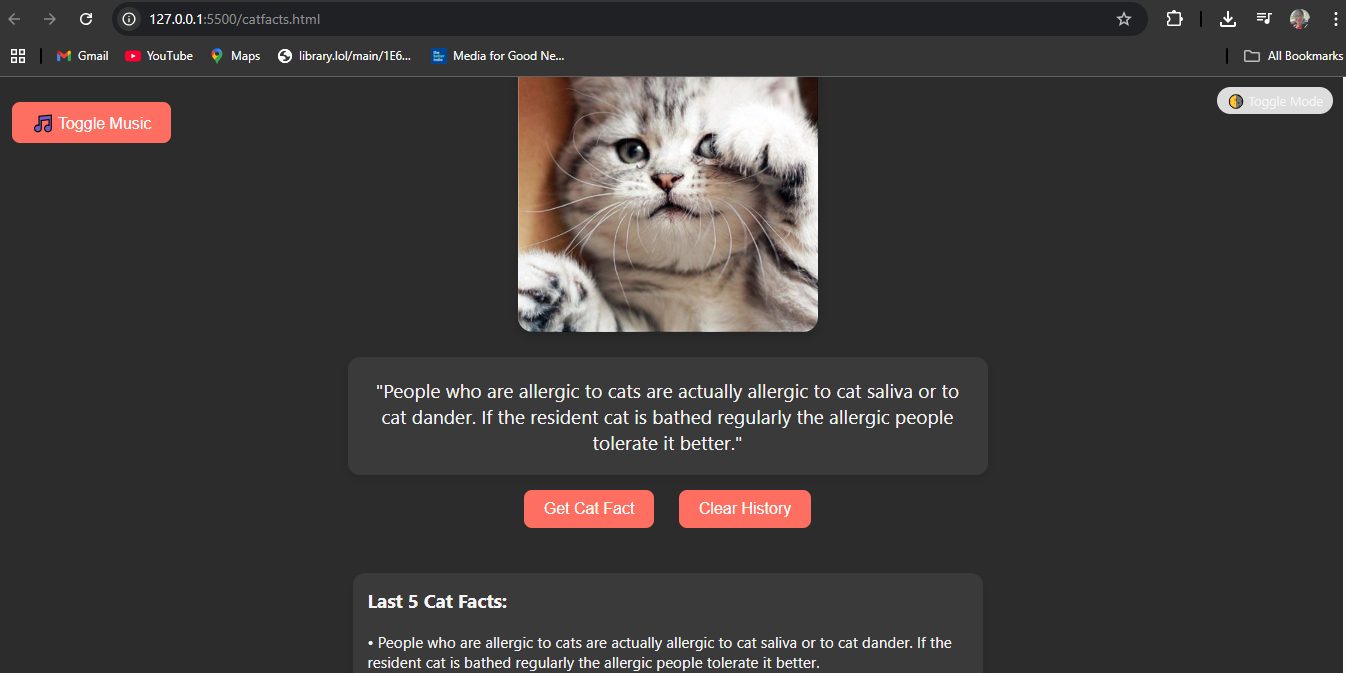 127.0.0.1:5500/catfacts.html
Gmail YouTube Maps library.lol/main/1E6... Media for Good Ne... All Bookmarks
Toggle Music
Toggle Mode
"People who are allergic to cats are actually allergic to cat saliva or to
cat dander. If the resident cat is bathed regularly the allergic people
tolerate it better."
Get Cat Fact Clear History
Last 5 Cat Facts:
• People who are allergic to cats are actually allergic to cat saliva or to cat dander. If the
resident cat is bathed regularly the allergic people tolerate it better.